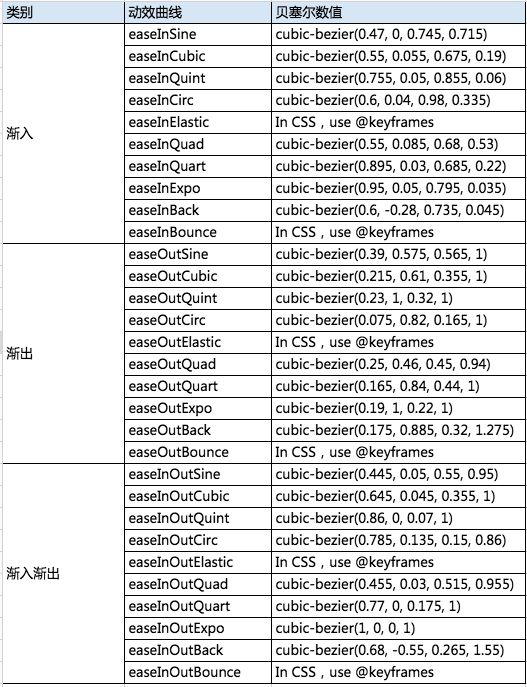 类别 动效曲线 贝塞尔数值
渐入
easeInSine cubic-bezier(0.47, 0, 0.745, 0.715)
easeInCubic cubic-bezier(0.55, 0.055, 0.675, 0.19)
easeInQuint cubic-bezier(0.755, 0.05, 0.855, 0.06)
easeInCirc cubic-bezier(0.6, 0.04, 0.98, 0.335)
easeInElastic In CSS，use @keyframes
easeInQuad cubic-bezier(0.55, 0.085, 0.68, 0.53)
easeInQuart cubic-bezier(0.895, 0.03, 0.685, 0.22)
easeInExpo cubic-bezier(0.95, 0.05, 0.795, 0.035)
easeInBack cubic-bezier(0.6, -0.28, 0.735, 0.045)
easeInBounce In CSS，use @keyframes
渐出
easeOutSine cubic-bezier(0.39, 0.575, 0.565, 1)
easeOutCubic cubic-bezier(0.215, 0.61, 0.355, 1)
easeOutQuint cubic-bezier(0.23, 1, 0.32, 1)
easeOutCirc cubic-bezier(0.075, 0.82, 0.165, 1)
easeOutElastic In CSS，use @keyframes
easeOutQuad cubic-bezier(0.25, 0.46, 0.45, 0.94)
easeOutQuart cubic-bezier(0.165, 0.84, 0.44, 1)
easeOutExpo cubic-bezier(0.19, 1, 0.22, 1)
easeOutBack cubic-bezier(0.175, 0.885, 0.32, 1.275)
easeOutBounce In CSS，use @keyframes
渐入渐出
easeInOutSine cubic-bezier(0.445, 0.05, 0.55, 0.95)
easeInOutCubic cubic-bezier(0.645, 0.045, 0.355, 1)
easeInOutQuint cubic-bezier(0.86, 0, 0.07, 1)
easeInOutCirc cubic-bezier(0.785, 0.135, 0.15, 0.86)
easeInOutElastic In CSS，use @keyframes
easeInOutQuad cubic-bezier(0.455, 0.03, 0.515, 0.955)
easeInOutQuart cubic-bezier(0.77, 0, 0.175, 1)
easeInOutExpo cubic-bezier(1, 0, 0, 1)
easeInOutBack cubic-bezier(0.68, -0.55, 0.265, 1.55)
easeInOutBounce In CSS，use @keyframes